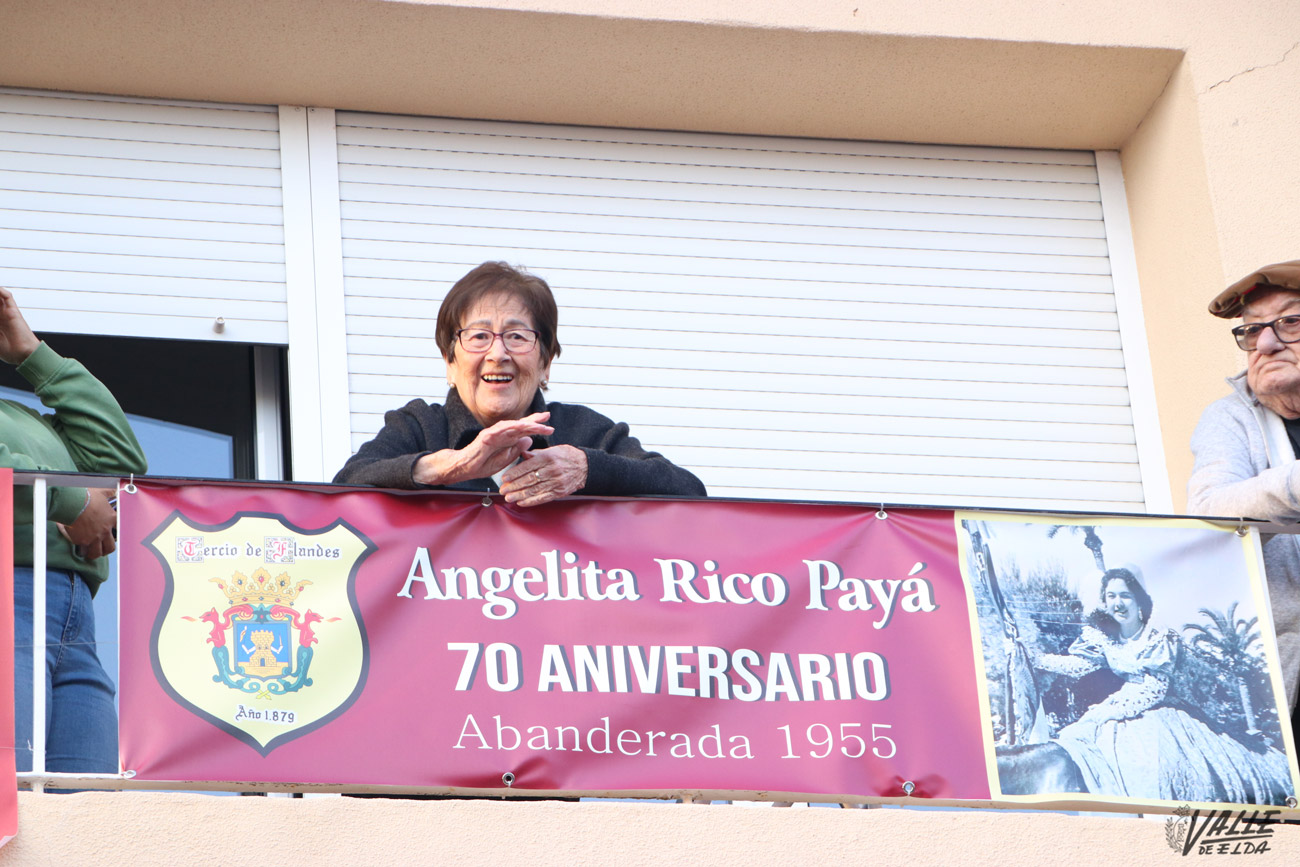 Tercio de Flandes
Año 1.879
Angelita Rico Payá
70 ANIVERSARIO
Abanderada 1955
VALLE
DE ELDA